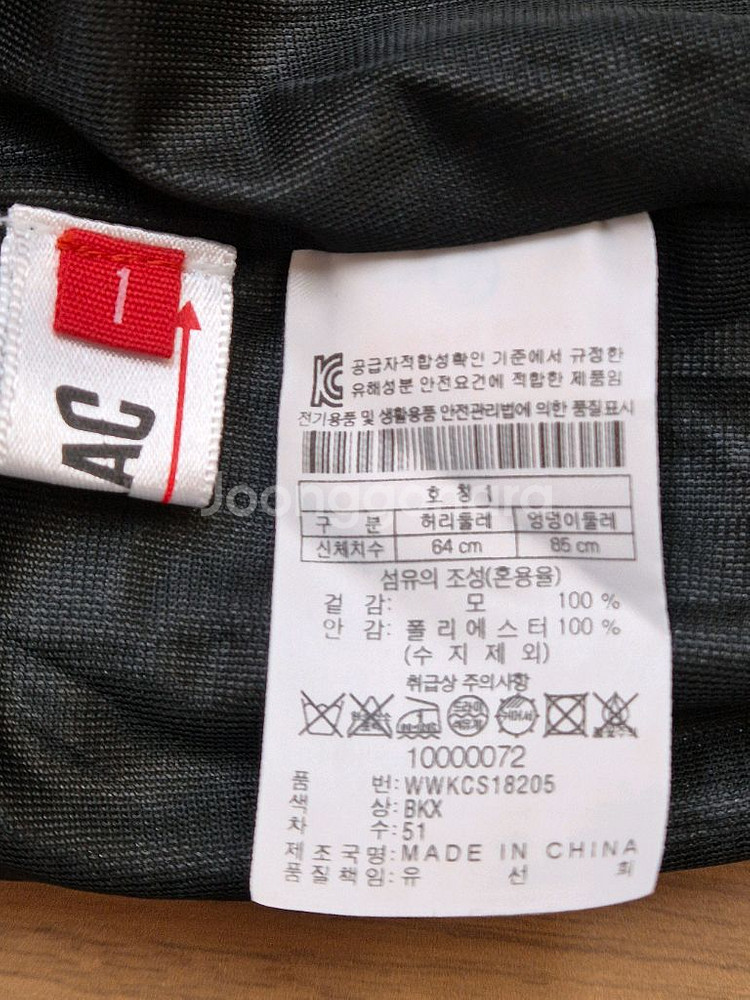 1
AC
공급자적합성확인 기준에서 규정한
유해성분 안전요건에 적합한 제품임
전기용품 및 생활용품 안전관리법에 의한 품질표시
호 칭 1
구 분 허리둘레 엉덩이둘레
신체치수 64 cm 85 cm
섬유의 조성(혼용율)
겉 감: 모 100 %
안 감: 폴 리 에 스 터 100 %
(수 지 제 외)
취급상 주의사항
드라이
10000072
품 번: WWKCS18205
색 상: BKX
차 수: 51
제 조 국 명: MADE IN CHINA
품질책임: 유 선 희
Joonggonara